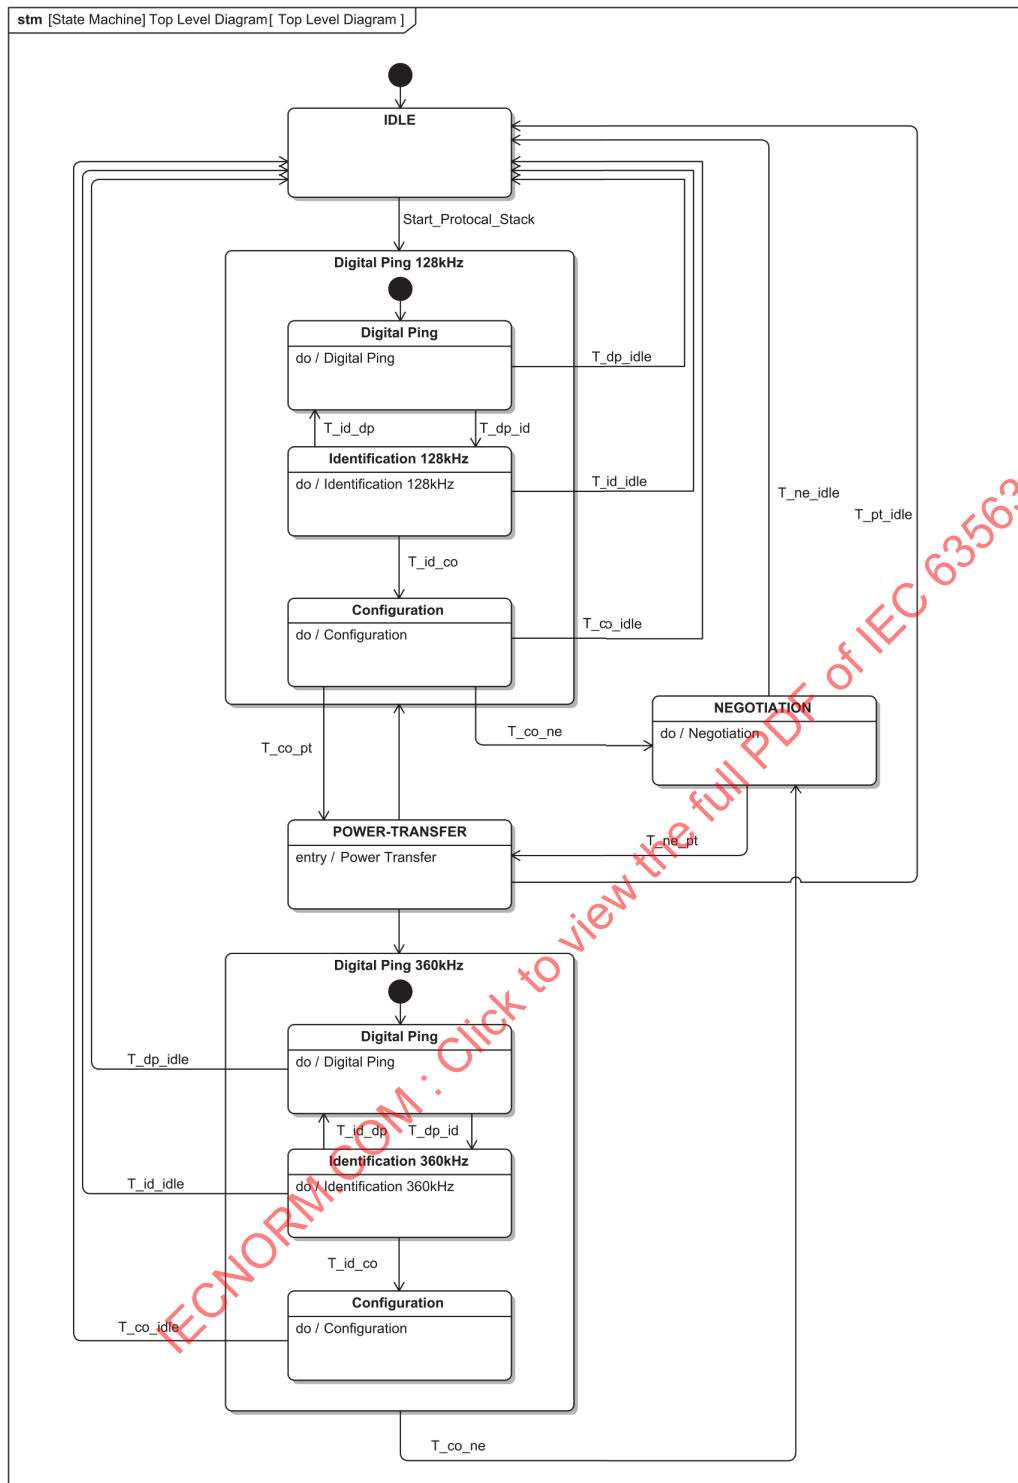 stm [State Machine] Top Level Diagram[ Top Level Diagram ]
IDLE
Start_Protocal_Stack
Digital Ping 128kHz
Digital Ping
do / Digital Ping
T_dp_idle
T_id_dp
T_dp_id
Identification 128kHz
do / Identification 128kHz
T_id_idle
T_ne_idle
T_pt_idle
T_id_co
Configuration
do / Configuration
T_co_idle
NEGOTIATION
do / Negotiation
T_co_ne
T_co_pt
POWER-TRANSFER
entry / Power Transfer
T_ne_pt
Digital Ping 360kHz
Digital Ping
do / Digital Ping
T_dp_idle
T_id_dp
T_dp_id
Identification 360kHz
do / Identification 360kHz
T_id_idle
T_id_co
Configuration
do / Configuration
T_co_idle
T_co_ne
IECNORM.COM : Click to view the full PDF of IEC 63563